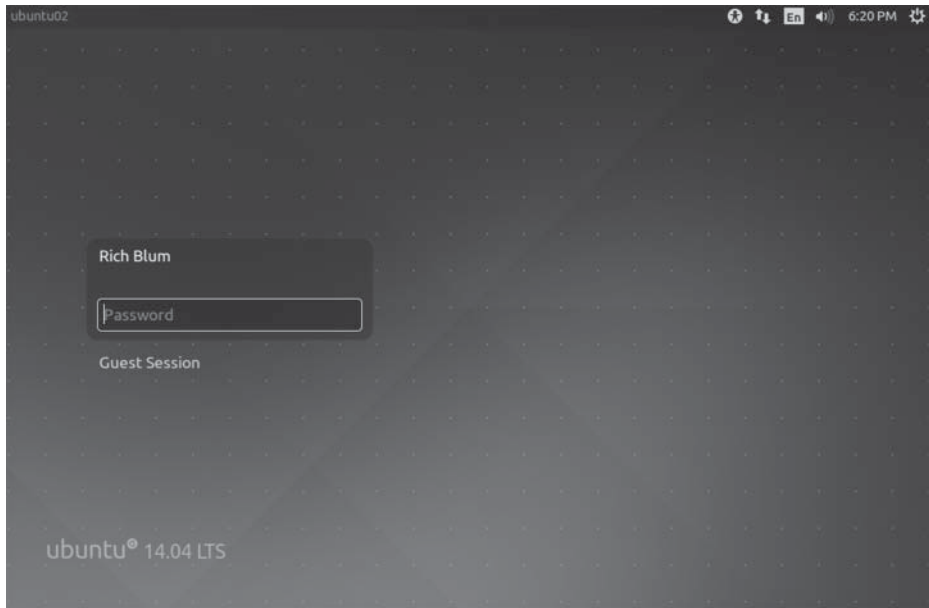 ubuntu02 En 6:20 PM
Rich Blum
Password
Guest Session
ubuntu® 14.04 LTS